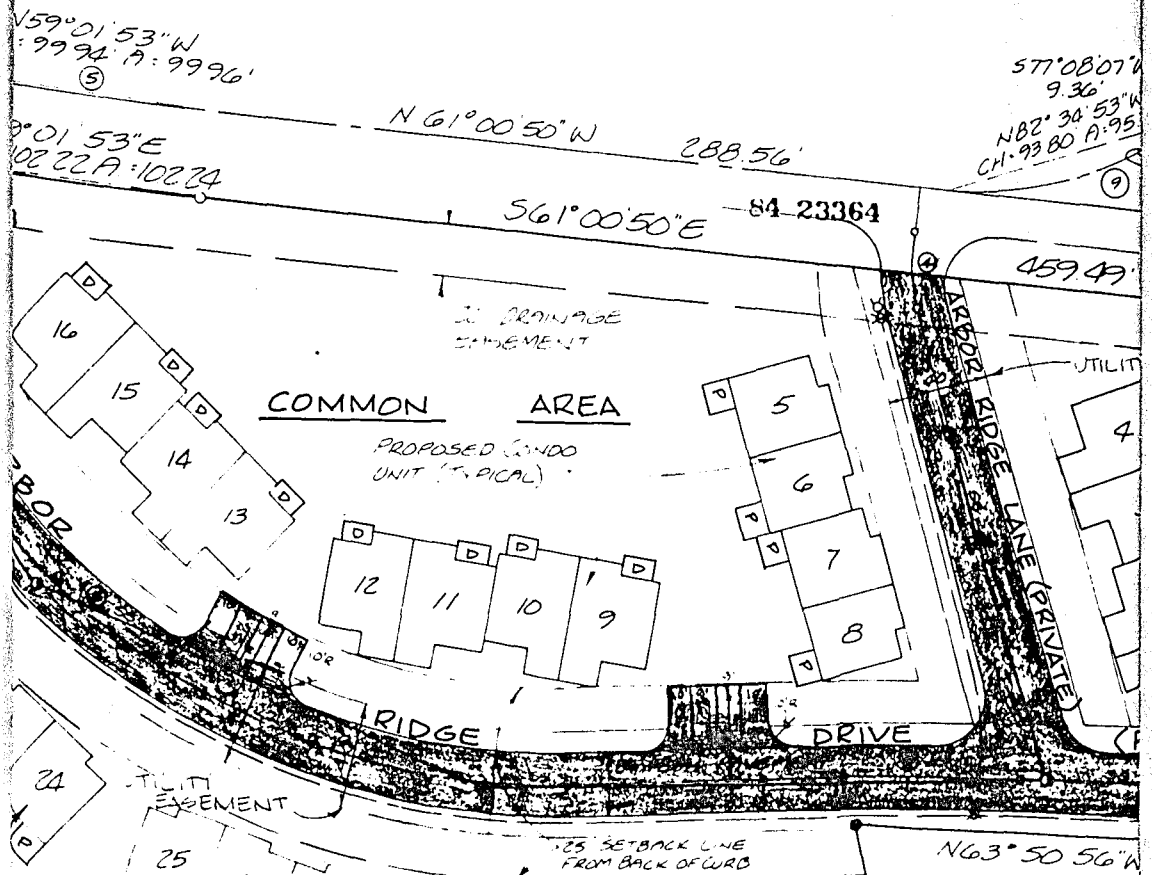 N59°01'53"W
: 99.94' A: 99.96'
5
N 61°00'50"W
288.56'
S77°08'07"W
9.36'
N82° 34' 53"W
CH: 93.80 A: 95
9
9°01'53"E
102.22 A: 102.24
S61°00'50"E
84-23364
4
459.49'
DRAINAGE
EASEMENT
COMMON AREA
PROPOSED CONDO
UNIT (TYPICAL)
D
16
D
15
D
14
D
13
P
5
6
P
P
7
P
8
4
UTILIT
ARBOR RIDGE LANE (PRIVATE)
D
D
D
D
12
11
10
9
10'R
RBOR
RIDGE
DRIVE
(P
24
P
UTILITY
EASEMENT
25
25' SETBACK LINE
FROM BACK OF CURB
N63° 50' 56"W